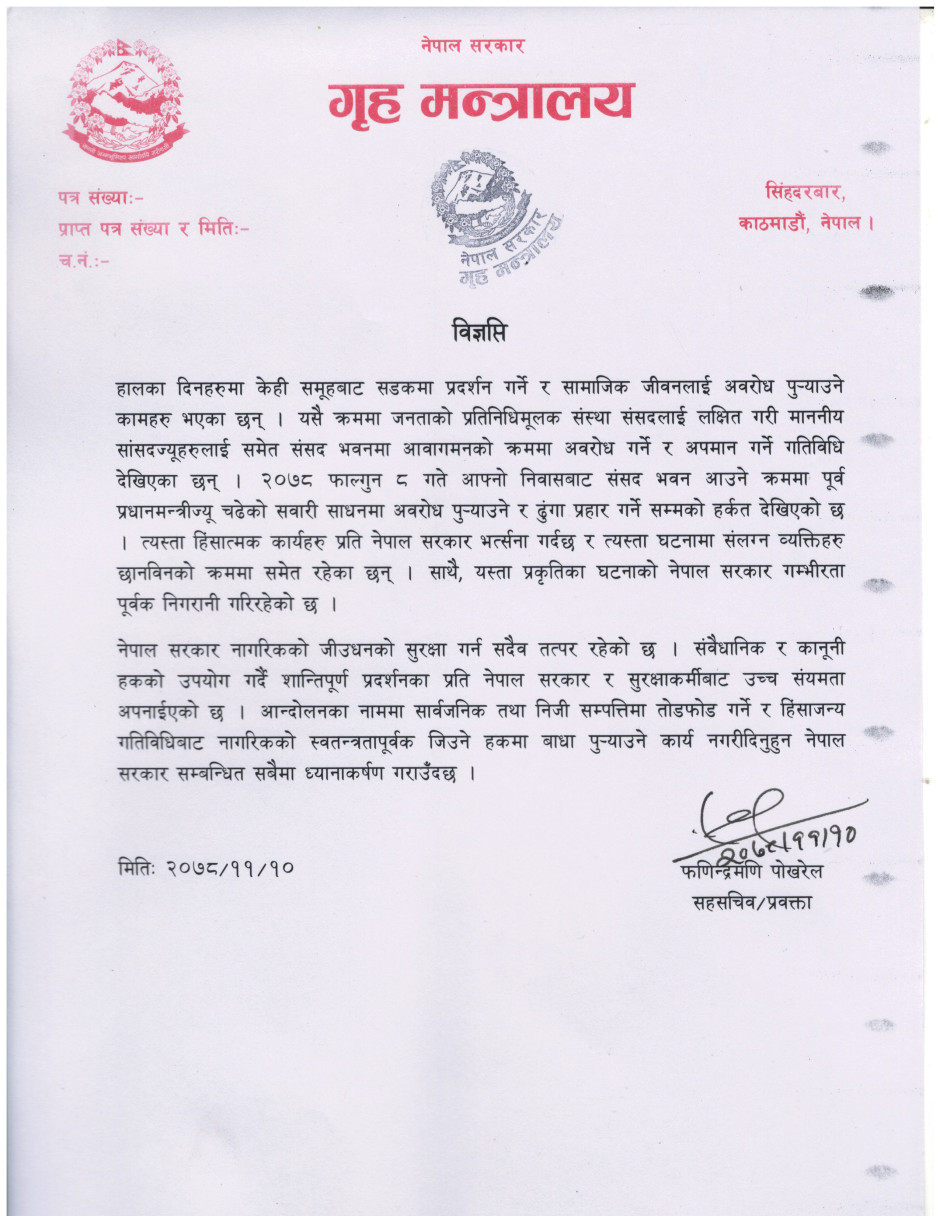 नेपाल सरकार
गृह मन्त्रालय
पत्र संख्याः-
प्राप्त पत्र संख्या र मितिः-
च.नं.:-
सिंहदरबार,
काठमाडौं, नेपाल ।
नेपाल सरकार
गृह मन्त्रालय
विज्ञप्ति
हालका दिनहरुमा केही समूहबाट सडकमा प्रदर्शन गर्ने र सामाजिक जीवनलाई अवरोध पुऱ्याउने
कामहरु भएका छन् । यसै क्रममा जनताको प्रतिनिधिमूलक संस्था संसदलाई लक्षित गरी माननीय
सांसदज्यूहरुलाई समेत संसद भवनमा आवागमनको क्रममा अवरोध गर्ने र अपमान गर्ने गतिविधि
देखिएका छन् । २०७८ फाल्गुन ८ गते आफ्नो निवासबाट संसद भवन आउने क्रममा पूर्व
प्रधानमन्त्रीज्यू चढेको सवारी साधनमा अवरोध पुऱ्याउने र ढुंगा प्रहार गर्ने सम्मको हर्कत देखिएको छ
। त्यस्ता हिंसात्मक कार्यहरु प्रति नेपाल सरकार भर्त्सना गर्दछ र त्यस्ता घटनामा संलग्न व्यक्तिहरु
छानविनको क्रममा समेत रहेका छन् । साथै, यस्ता प्रकृतिका घटनाको नेपाल सरकार गम्भीरता
पूर्वक निगरानी गरिरहेको छ ।
नेपाल सरकार नागरिकको जीउधनको सुरक्षा गर्न सदैव तत्पर रहेको छ । संवैधानिक र कानूनी
हकको उपयोग गर्दै शान्तिपूर्ण प्रदर्शनका प्रति नेपाल सरकार र सुरक्षाकर्मीबाट उच्च संयमता
अपनाईएको छ । आन्दोलनका नाममा सार्वजनिक तथा निजी सम्पत्तिमा तोडफोड गर्ने र हिंसाजन्य
गतिविधिबाट नागरिकको स्वतन्त्रतापूर्वक जिउने हकमा बाधा पुऱ्याउने कार्य नगरीदिनुहुन नेपाल
सरकार सम्बन्धित सबैमा ध्यानाकर्षण गराउँदछ ।
२०७८/११/१०
मितिः २०७८/११/१०
फणिन्द्रमणि पोखरेल
सहसचिव/प्रवक्ता